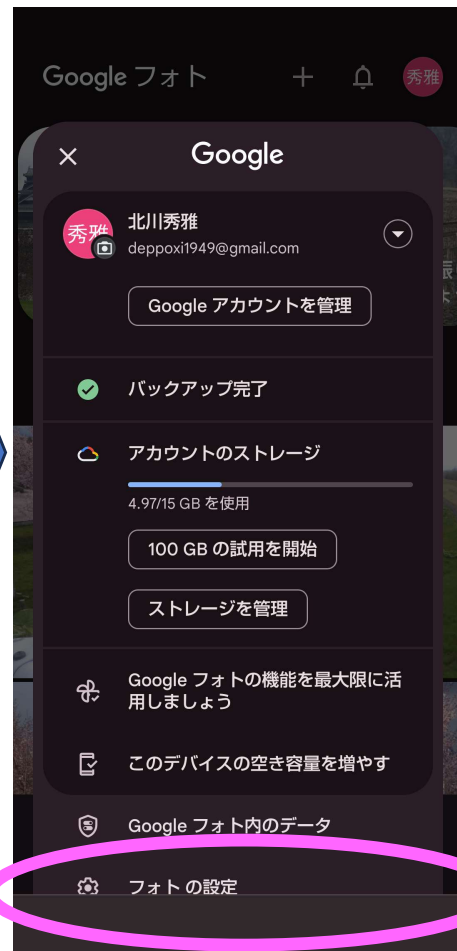 Google フォト
秀雅
Google
秀雅
北川秀雅
deppoxi1949@gmail.com
Google アカウントを管理
バックアップ完了
アカウントのストレージ
4.97/15 GB を使用
100 GB の試用を開始
ストレージを管理
Google フォトの機能を最大限に活
用しましょう
このデバイスの空き容量を増やす
Google フォト内のデータ
フォト の設定